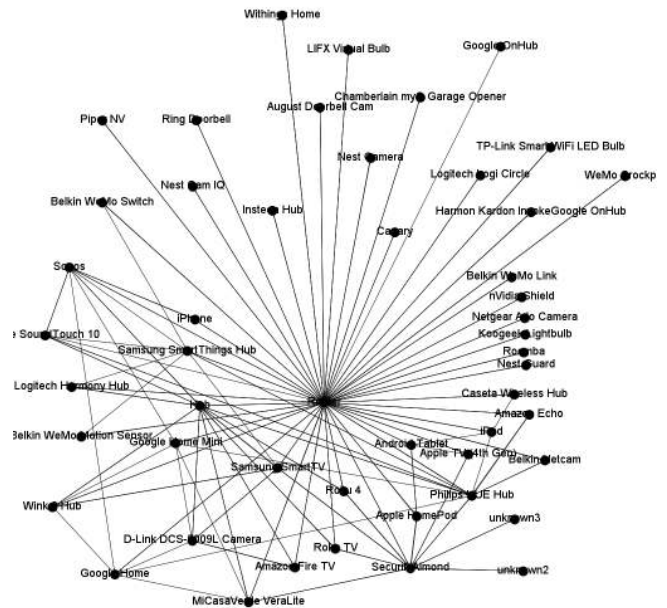 Withings Home
LIFX Virtual Bulb
Google OnHub
Chamberlain my Garage Opener
August Doorbell Cam
Piper NV
Ring Doorbell
TP-Link Smart WiFi LED Bulb
Nest Camera
Logitech Logi Circle
WeMo Crockp
Nest Cam IQ
Belkin WeMo Switch
Insteon Hub
Harmon Kardon Invoke
Google OnHub
Canary
Sonos
Belkin WeMo Link
nVidia Shield
iPhone
Netgear Arlo Camera
e SoundTouch 10
Koogeek Lightbulb
Samsung SmartThings Hub
Roomba
Nest Guard
Logitech Harmony Hub
Caseta Wireless Hub
Hub
Amazon Echo
iPod
Belkin WeMo Motion Sensor
Google Home Mini
Android Tablet
Apple TV (4th Gen)
Belkin Netcam
Samsung SmartTV
Roku 4
Philips HUE Hub
Wink 2 Hub
Apple HomePod
unknown3
D-Link DCS-5009L Camera
Roku TV
Google Home
Amazon Fire TV
Securifi Almond
unknown2
MiCasaVerde VeraLite